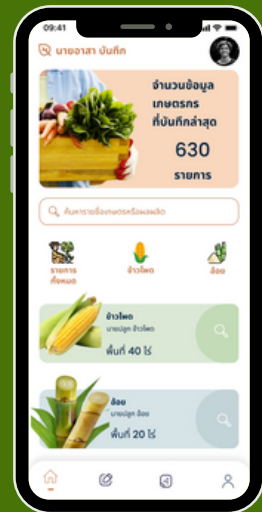 09:41
นายอาสา บันทึก
จำนวนข้อมูล
เกษตรกร
ที่บันทึกล่าสุด
630
รายการ
ค้นหารายชื่อเกษตรหรือผลผลิต
รายการ
ทั้งหมด
ข้าวโพด
อ้อย
ข้าวโพด
นายปลูก ข้าวโพด
พื้นที่ 40 ไร่
อ้อย
นายปลูก อ้อย
พื้นที่ 20 ไร่